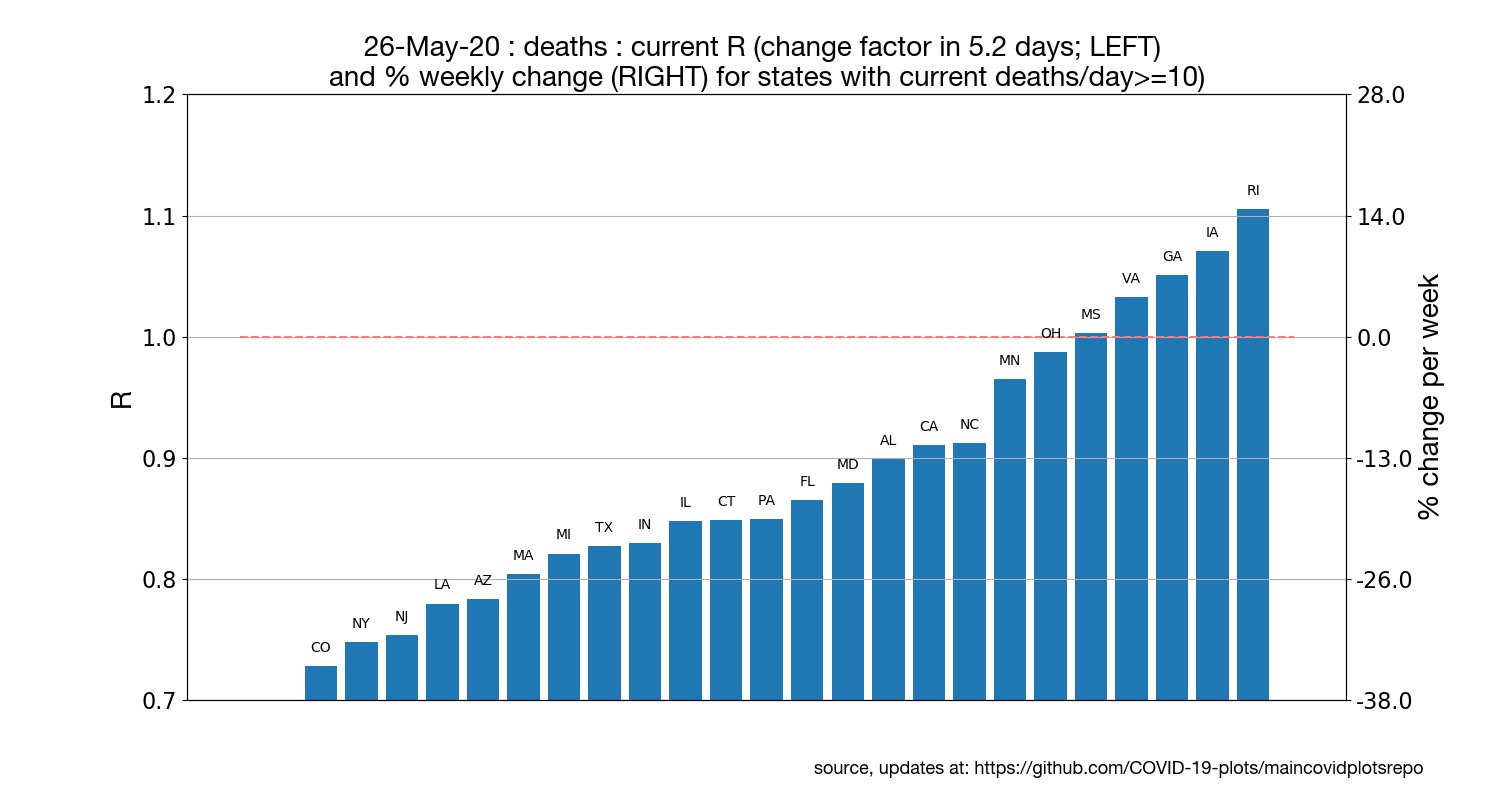 26-May-20 : deaths : current R (change factor in 5.2 days; LEFT)
and % weekly change (RIGHT) for states with current deaths/day>=10)
1.2
1.1
1.0
0.9
0.8
0.7
R
CO
NY
NJ
LA
AZ
MA
MI
TX
IN
IL
CT
PA
FL
MD
AL
CA
NC
MN
OH
MS
VA
GA
IA
RI
28.0
14.0
0.0
-13.0
-26.0
-38.0
% change per week
source, updates at: https://github.com/COVID-19-plots/maincovidplotsrepo